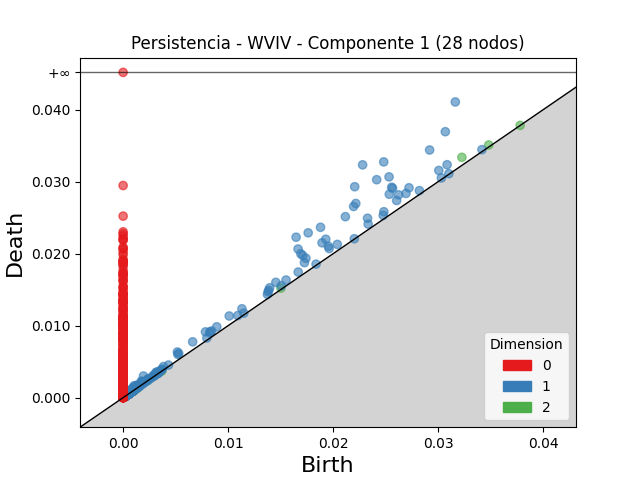 Persistencia - WVIV - Componente 1 (28 nodos)
+∞
0.040
0.030
0.020
0.010
0.000
Death
0.00 0.01 0.02 0.03 0.04
Birth
Dimension
0
1
2